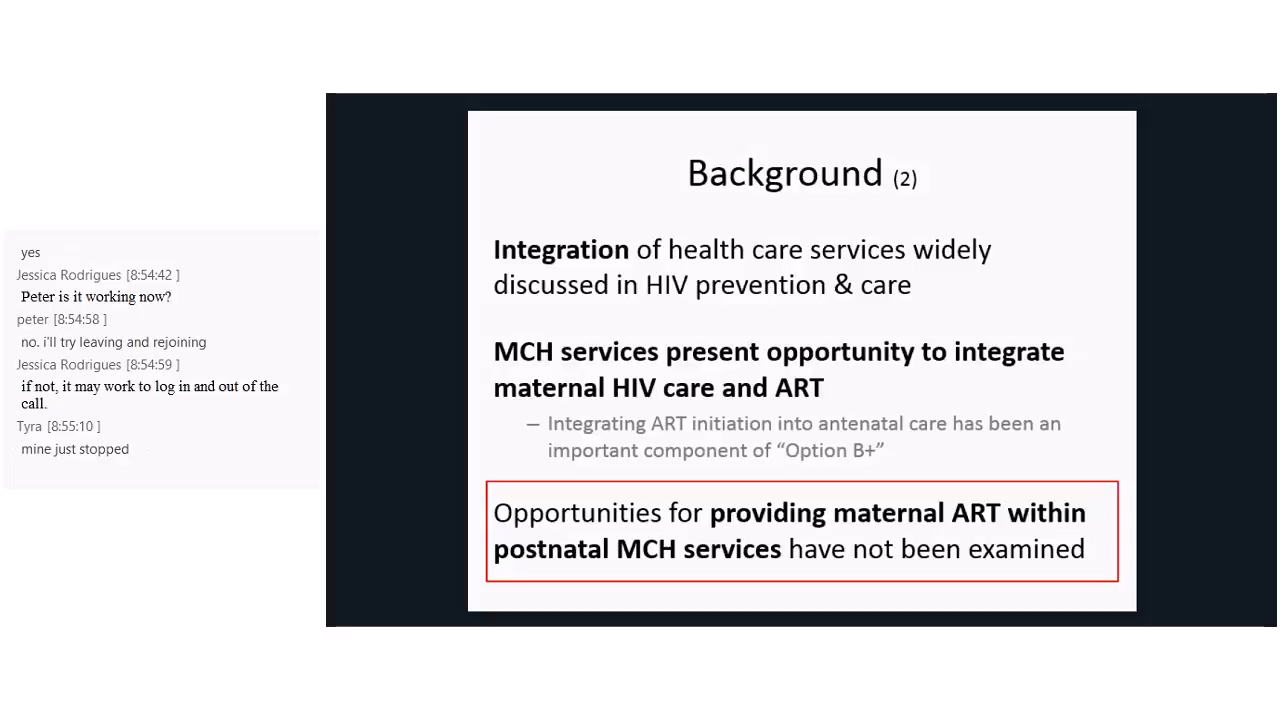 yes
Jessica Rodrigues [8:54:42 ]
Peter is it working now?
peter [8:54:58 ]
no. i'll try leaving and rejoining
Jessica Rodrigues [8:54:59 ]
if not, it may work to log in and out of the
call.
Tyra [8:55:10 ]
mine just stopped
Background (2)
Integration of health care services widely
discussed in HIV prevention & care
MCH services present opportunity to integrate
maternal HIV care and ART
– Integrating ART initiation into antenatal care has been an
important component of “Option B+”
Opportunities for providing maternal ART within
postnatal MCH services have not been examined